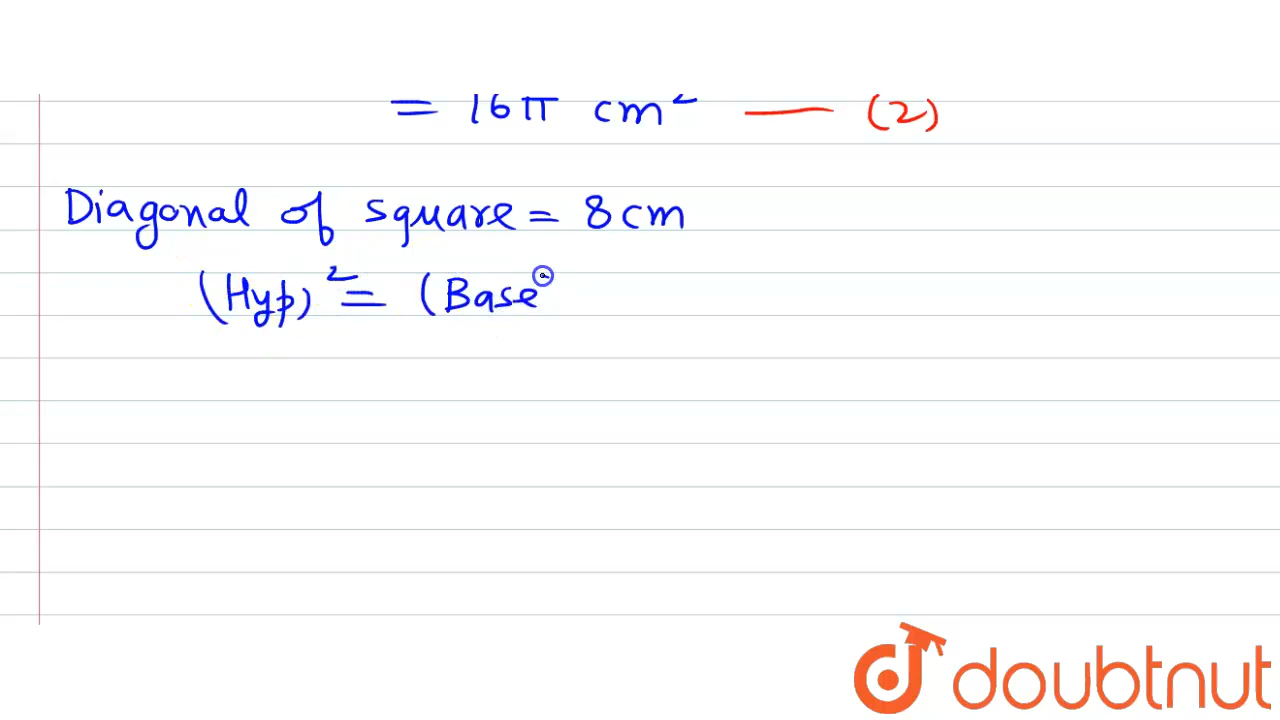 = 16π cm² —— (2)
Diagonal of square = 8 cm
(Hyp)² = (Base
doubtnut